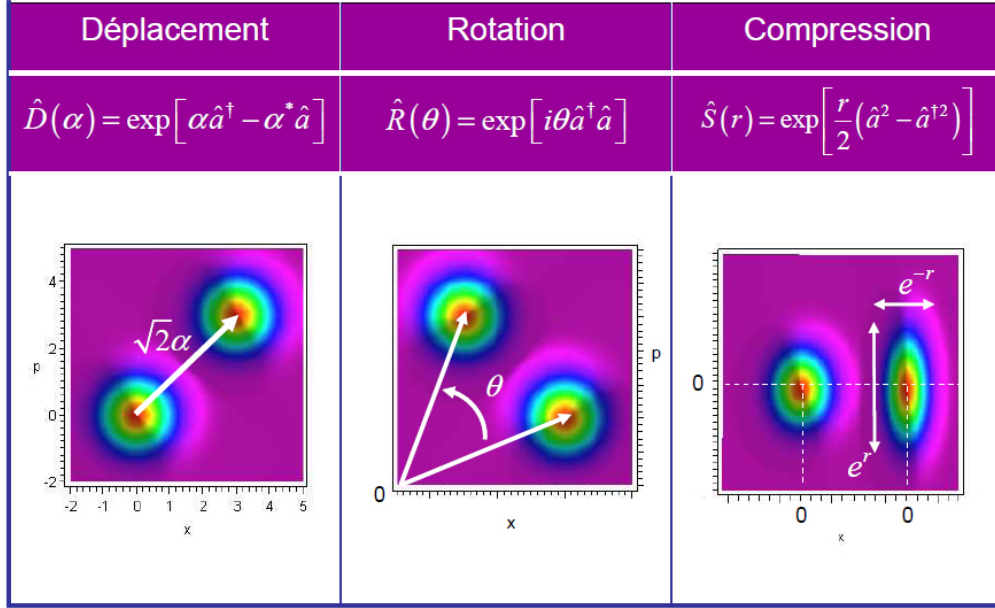 Déplacement
Rotation
Compression
D̂(α) = exp[αâ† − α*â]
R̂(θ) = exp[iθâ†â]
Ŝ(r) = exp[r/2(â² − â†²)]
4
2
0
-2
p
√2α
-2 -1 0 1 2 3 4 5
x
θ
p
0
x
e⁻ʳ
0
eʳ
0 0
x